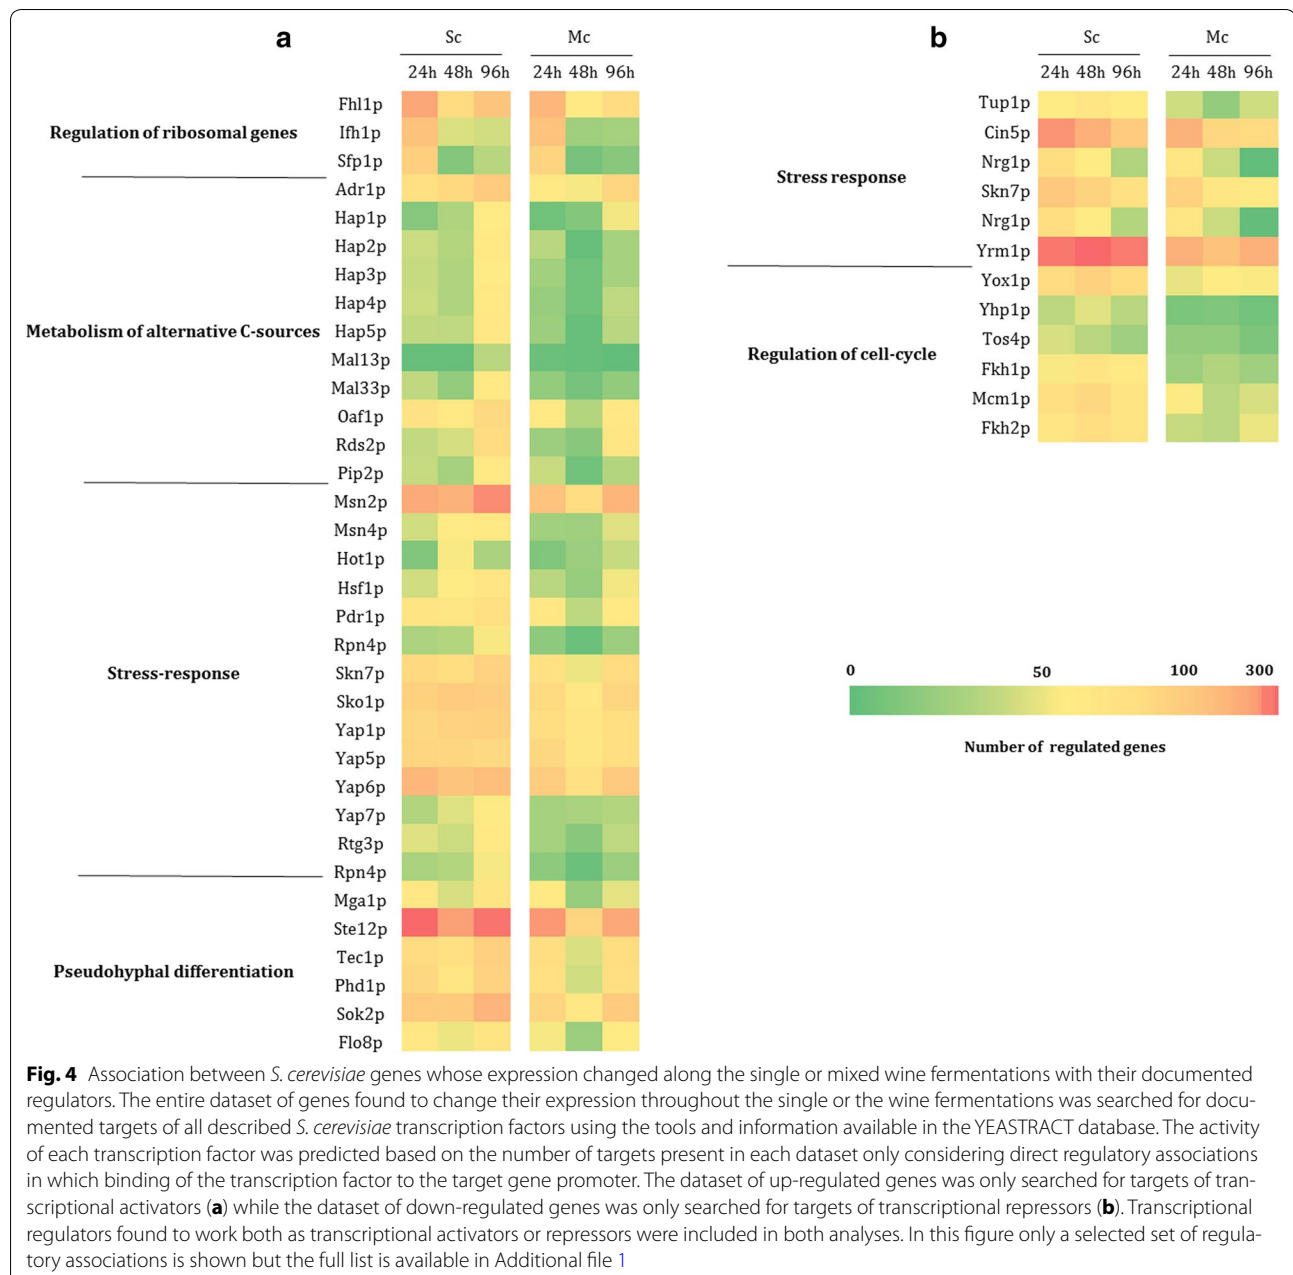 a
Sc Mc
24h 48h 96h 24h 48h 96h
Regulation of ribosomal genes
Fhl1p
Ifh1p
Sfp1p
Metabolism of alternative C-sources
Adr1p
Hap1p
Hap2p
Hap3p
Hap4p
Hap5p
Mal13p
Mal33p
Oaf1p
Rds2p
Pip2p
Stress-response
Msn2p
Msn4p
Hot1p
Hsf1p
Pdr1p
Rpn4p
Skn7p
Sko1p
Yap1p
Yap5p
Yap6p
Yap7p
Rtg3p
Rpn4p
Pseudohyphal differentiation
Mga1p
Ste12p
Tec1p
Phd1p
Sok2p
Flo8p
b
Sc Mc
24h 48h 96h 24h 48h 96h
Stress response
Tup1p
Cin5p
Nrg1p
Skn7p
Nrg1p
Yrm1p
Regulation of cell-cycle
Yox1p
Yhp1p
Tos4p
Fkh1p
Mcm1p
Fkh2p
0 50 100 300
Number of regulated genes
Fig. 4 Association between S. cerevisiae genes whose expression changed along the single or mixed wine fermentations with their documented
regulators. The entire dataset of genes found to change their expression throughout the single or the wine fermentations was searched for docu-
mented targets of all described S. cerevisiae transcription factors using the tools and information available in the YEASTRACT database. The activity
of each transcription factor was predicted based on the number of targets present in each dataset only considering direct regulatory associations
in which binding of the transcription factor to the target gene promoter. The dataset of up-regulated genes was only searched for targets of tran-
scriptional activators (a) while the dataset of down-regulated genes was only searched for targets of transcriptional repressors (b). Transcriptional
regulators found to work both as transcriptional activators or repressors were included in both analyses. In this figure only a selected set of regula-
tory associations is shown but the full list is available in Additional file 1